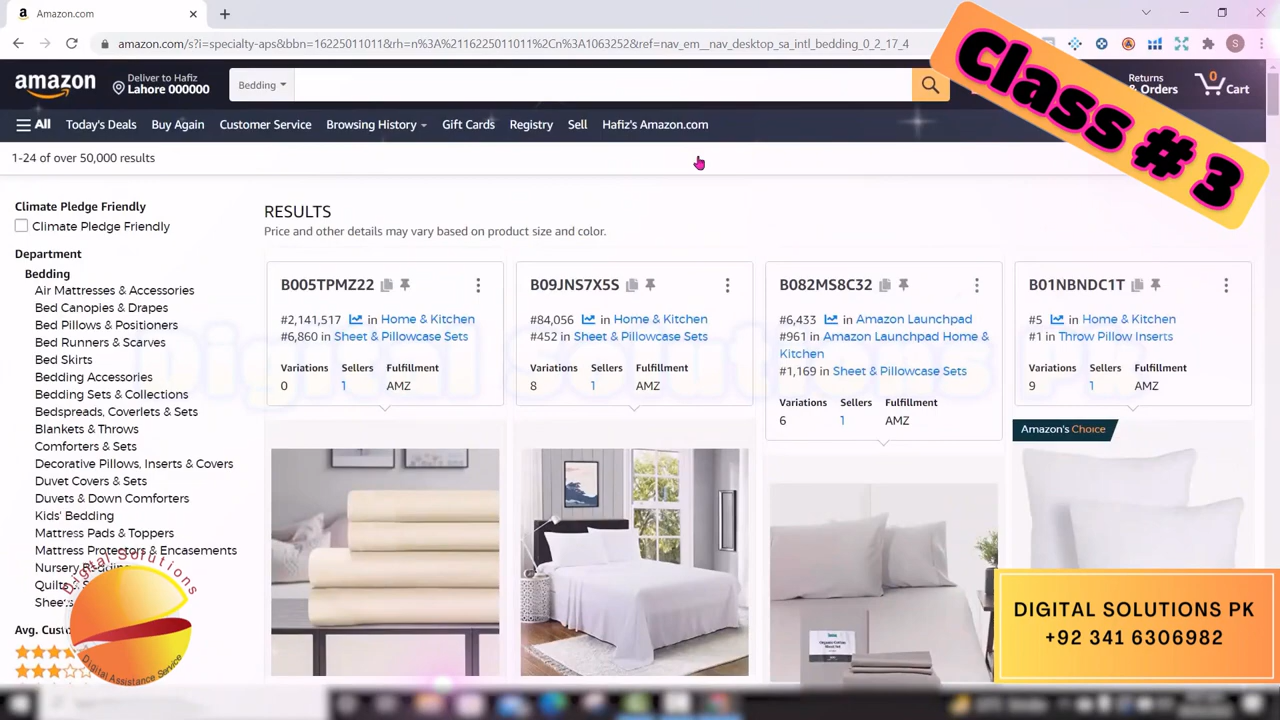 Amazon.com
amazon.com/s?i=specialty-aps&bbn=16225011011&rh=n%3A%2116225011011%2Cn%3A1063252&ref=nav_em__nav_desktop_sa_intl_bedding_0_2_17_4
S
Class # 3
amazon
Deliver to Hafiz
Lahore 000000
Bedding
Returns
& Orders
0
Cart
All
Today's Deals
Buy Again
Customer Service
Browsing History
Gift Cards
Registry
Sell
Hafiz's Amazon.com
1-24 of over 50,000 results
Climate Pledge Friendly
Climate Pledge Friendly
Department
Bedding
Air Mattresses & Accessories
Bed Canopies & Drapes
Bed Pillows & Positioners
Bed Runners & Scarves
Bed Skirts
Bedding Accessories
Bedding Sets & Collections
Bedspreads, Coverlets & Sets
Blankets & Throws
Comforters & Sets
Decorative Pillows, Inserts & Covers
Duvet Covers & Sets
Duvets & Down Comforters
Kids' Bedding
Mattress Pads & Toppers
Mattress Protectors & Encasements
Avg.
RESULTS
Price and other details may vary based on product size and color.
B005TPMZ22
#2,141,517 in Home & Kitchen
#6,860 in Sheet & Pillowcase Sets
Variations Sellers Fulfillment
0 1 AMZ
B09JNS7X5S
#84,056 in Home & Kitchen
#452 in Sheet & Pillowcase Sets
Variations Sellers Fulfillment
8 1 AMZ
B082MS8C32
#6,433 in Amazon Launchpad
#961 in Amazon Launchpad Home &
Kitchen
#1,169 in Sheet & Pillowcase Sets
Variations Sellers Fulfillment
6 1 AMZ
B01NBNDC1T
#5 in Home & Kitchen
#1 in Throw Pillow Inserts
Variations Sellers Fulfillment
9 1 AMZ
Amazon's Choice
Digital Solutions
Digital Assistance Service
Digital Solutions PK
DIGITAL SOLUTIONS PK
+92 341 6306982